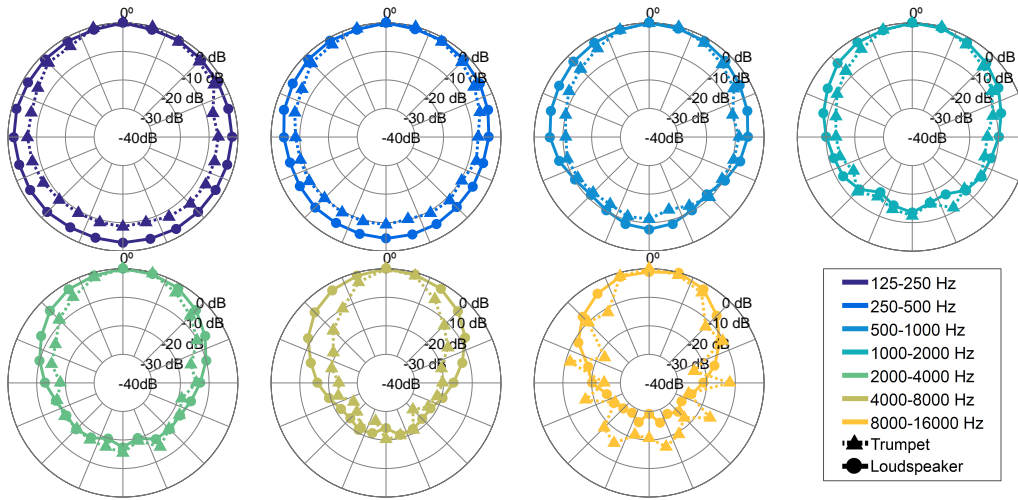 0º
0 dB
-10 dB
-20 dB
-30 dB
-40dB
0º
0 dB
-10 dB
-20 dB
-30 dB
-40dB
0º
0 dB
-10 dB
-20 dB
-30 dB
-40dB
0º
0 dB
-10 dB
-20 dB
-30 dB
-40dB
0º
0 dB
-10 dB
-20 dB
-30 dB
-40dB
0º
0 dB
-10 dB
-20 dB
-30 dB
-40dB
0º
0 dB
-10 dB
-20 dB
-30 dB
-40dB
125-250 Hz
250-500 Hz
500-1000 Hz
1000-2000 Hz
2000-4000 Hz
4000-8000 Hz
8000-16000 Hz
Trumpet
Loudspeaker